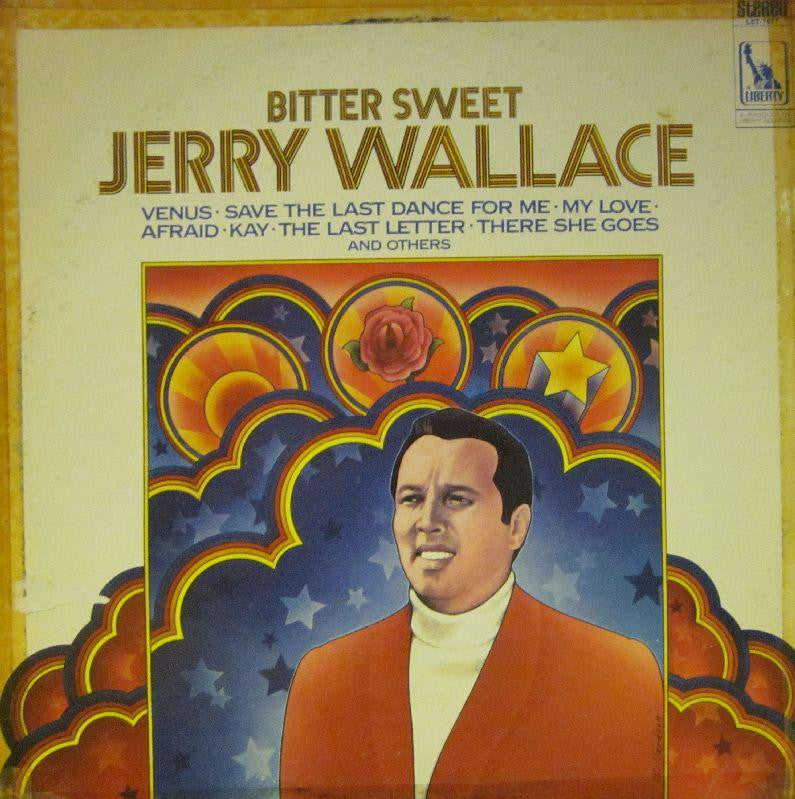 STEREO
LIBERTY
BITTER SWEET
JERRY WALLACE
VENUS · SAVE THE LAST DANCE FOR ME · MY LOVE ·
AFRAID · KAY · THE LAST LETTER · THERE SHE GOES
AND OTHERS